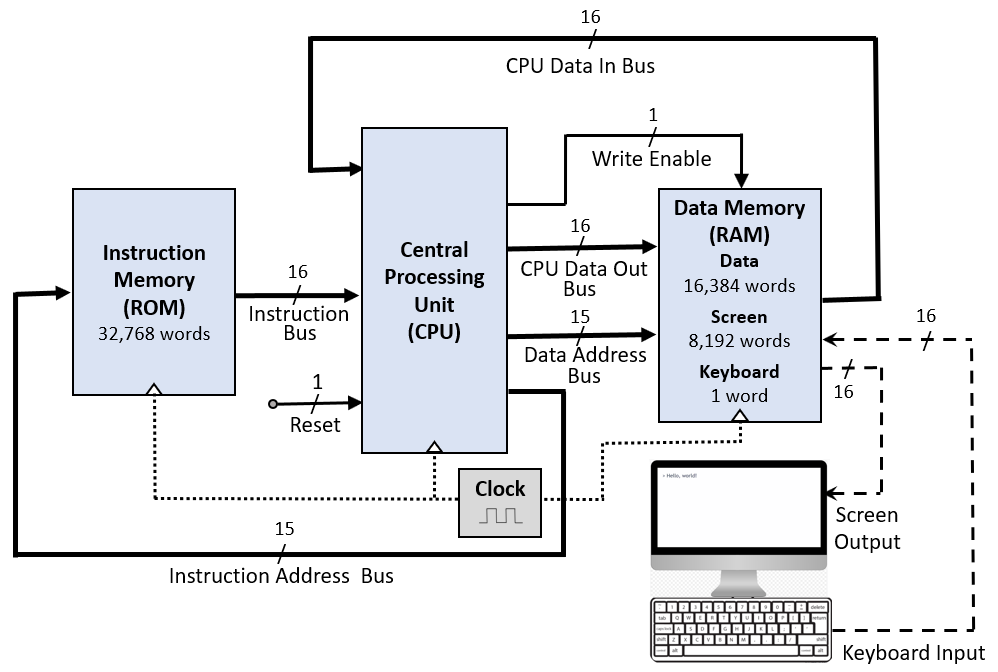 16
CPU Data In Bus
1
Write Enable
Instruction
Memory
(ROM)
32,768 words
16
Instruction
Bus
Central
Processing
Unit
(CPU)
16
CPU Data Out
Bus
15
Data Address
Bus
Data Memory
(RAM)
Data
16,384 words
Screen
8,192 words
Keyboard
1 word
16
16
1
Reset
Clock
Screen
Output
15
Instruction Address Bus
Hello, world!
Keyboard Input